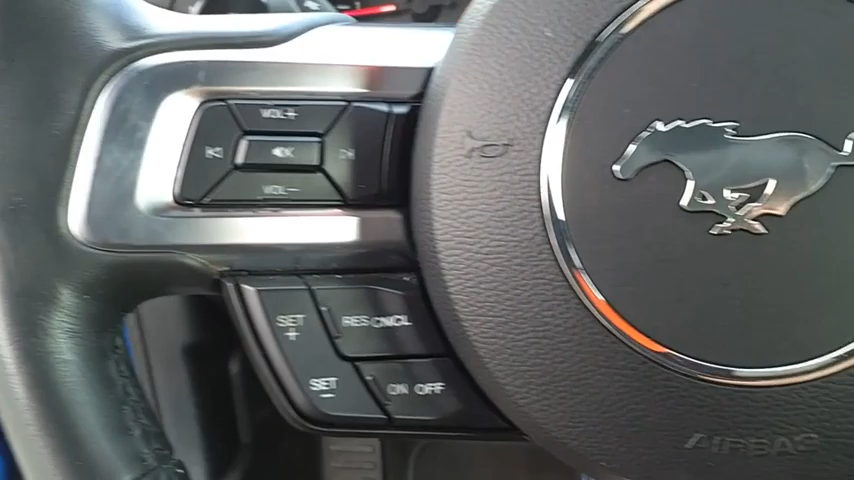 VOL+
VOL−
SET
+
RES CNCL
SET
−
ON OFF
AIRBAG